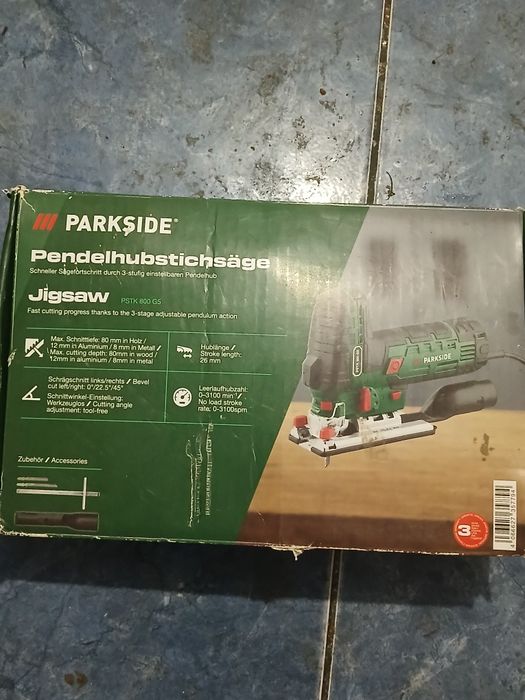 PARKSIDE®
Pendelhubstichsäge
Schneller Sägefortschritt durch 3-stufig einstellbaren Pendelhub
Jigsaw PSTK 800 G5
Fast cutting progress thanks to the 3-stage adjustable pendulum action
Max. Schnitttiefe: 80 mm in Holz /
12 mm in Aluminium / 8 mm in Metall /
Max. cutting depth: 80mm in wood /
12mm in aluminium / 8mm in metal
Hublänge /
Stroke length:
26 mm
Schrägschnitt links/rechts / Bevel
cut left/right: 0°/22.5°/45°
Schnittwinkel-Einstellung:
Werkzeuglos / Cutting angle
adjustment: tool-free
Leerlaufhubzahl:
0-3100 min⁻¹ /
No load stroke
rate: 0-3100spm
Zubehör / Accessories
PARKSIDE
3